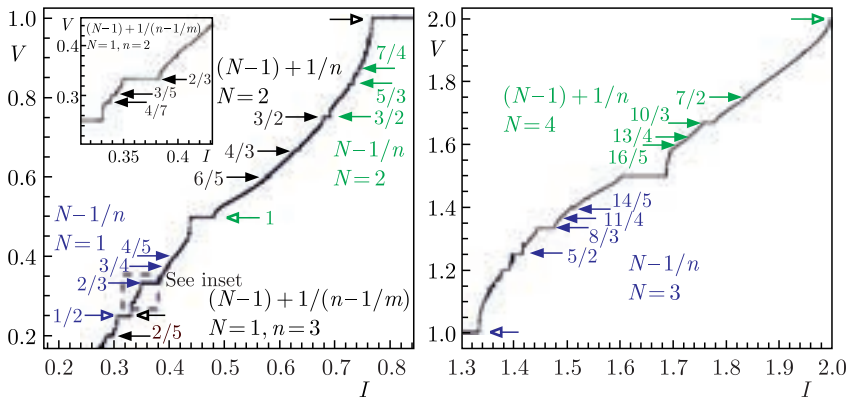 V
1.0
0.8
0.6
0.4
0.2
V
0.4
0.3
(N−1)+1/(n−1/m)
N=1, n=2
2/3
3/5
4/7
0.35
0.4
I
(N−1)+1/n
N=2
7/4
5/3
3/2
3/2
N−1/n
N=2
4/3
6/5
1
N−1/n
N=1
4/5
3/4
2/3
See inset
1/2
2/5
(N−1)+1/(n−1/m)
N=1, n=3
0.2
0.3
0.4
0.5
0.6
0.7
0.8
I
2.0
V
1.8
1.6
1.4
1.2
1.0
(N−1)+1/n
N=4
7/2
10/3
13/4
16/5
14/5
11/4
8/3
5/2
N−1/n
N=3
1.3
1.4
1.5
1.6
1.7
1.8
1.9
2.0
I